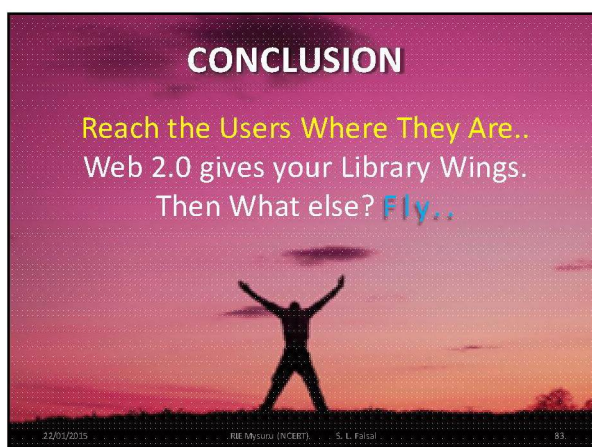 CONCLUSION
Reach the Users Where They Are..
Web 2.0 gives your Library Wings.
Then What else? Fly..
22/01/2015 RIE Mysuru (NCERT) S. L. Faisal 83